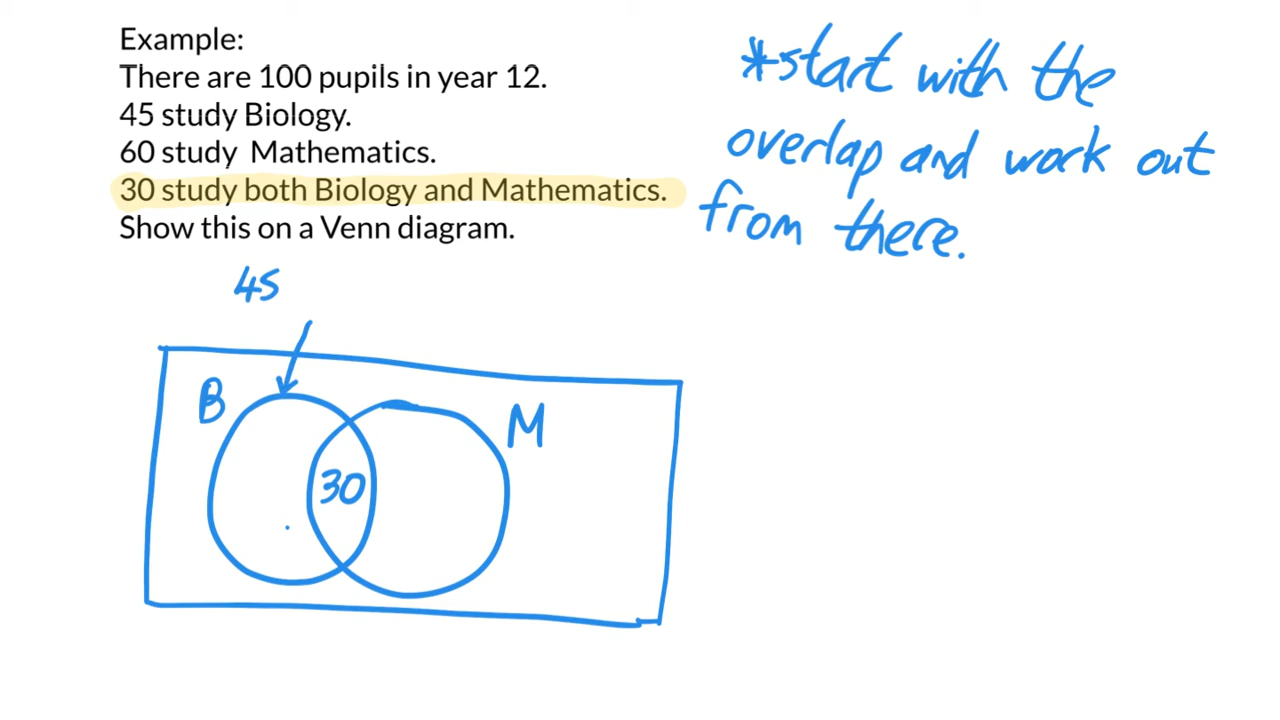 Example:
There are 100 pupils in year 12.
45 study Biology.
60 study Mathematics.
30 study both Biology and Mathematics.
Show this on a Venn diagram.
*start with the
overlap and work out
from there.
45
B
M
30